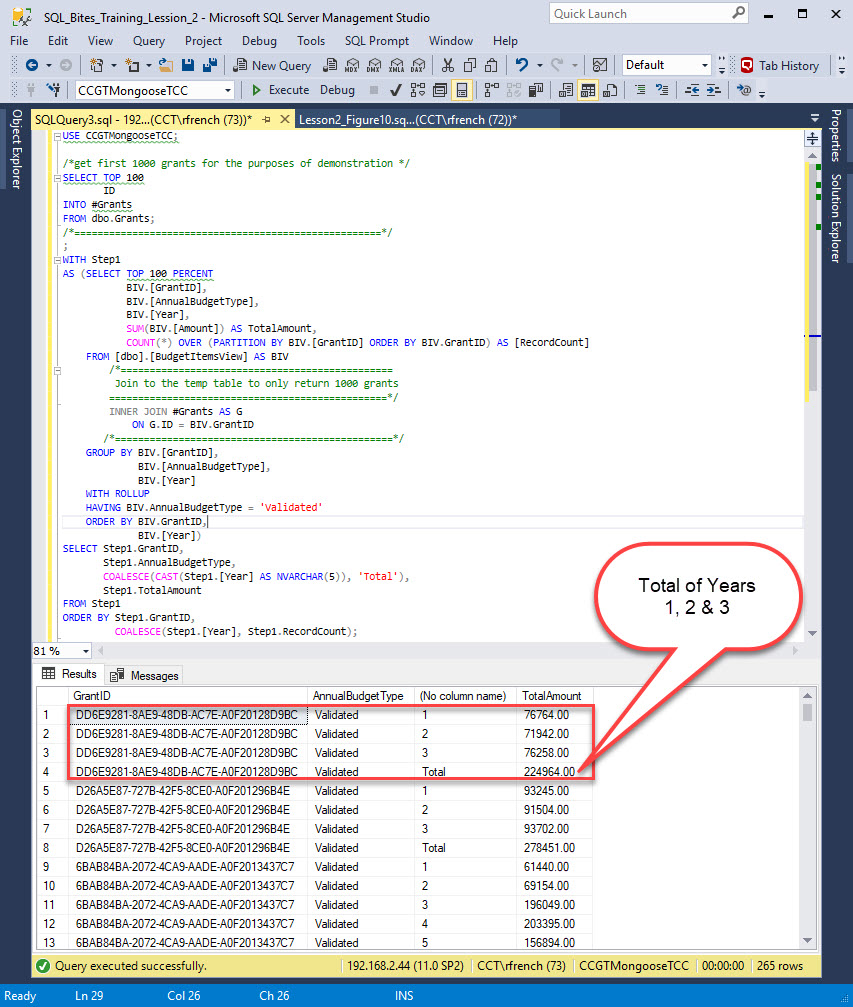 SQL_Bites_Training_Lession_2 - Microsoft SQL Server Management Studio
Quick Launch
File Edit View Query Project Debug Tools SQL Prompt Window Help
New Query MDX DMX XMLA DAX Default Tab History
CCGTMongooseTCC Execute Debug
SQLQuery3.sql - 192...(CCT\rfrench (73))* Lesson2_Figure10.sq...(CCT\rfrench (72))*
Object Explorer
Properties
Solution Explorer
USE CCGTMongooseTCC;
/*get first 1000 grants for the purposes of demonstration */
SELECT TOP 100
ID
INTO #Grants
FROM dbo.Grants;
/*=================================================*/
;
WITH Step1
AS (SELECT TOP 100 PERCENT
BIV.[GrantID],
BIV.[AnnualBudgetType],
BIV.[Year],
SUM(BIV.[Amount]) AS TotalAmount,
COUNT(*) OVER (PARTITION BY BIV.[GrantID] ORDER BY BIV.GrantID) AS [RecordCount]
FROM [dbo].[BudgetItemsView] AS BIV
/*===========================================
Join to the temp table to only return 1000 grants
============================================*/
INNER JOIN #Grants AS G
ON G.ID = BIV.GrantID
/*============================================*/
GROUP BY BIV.[GrantID],
BIV.[AnnualBudgetType],
BIV.[Year]
WITH ROLLUP
HAVING BIV.AnnualBudgetType = 'Validated'
ORDER BY BIV.GrantID,
BIV.[Year])
SELECT Step1.GrantID,
Step1.AnnualBudgetType,
COALESCE(CAST(Step1.[Year] AS NVARCHAR(5)), 'Total'),
Step1.TotalAmount
FROM Step1
ORDER BY Step1.GrantID,
COALESCE(Step1.[Year], Step1.RecordCount);
Total of Years
1, 2 & 3
81 %
Results Messages
GrantID AnnualBudgetType (No column name) TotalAmount
1 DD6E9281-8AE9-48DB-AC7E-A0F20128D9BC Validated 1 76764.00
2 DD6E9281-8AE9-48DB-AC7E-A0F20128D9BC Validated 2 71942.00
3 DD6E9281-8AE9-48DB-AC7E-A0F20128D9BC Validated 3 76258.00
4 DD6E9281-8AE9-48DB-AC7E-A0F20128D9BC Validated Total 224964.00
5 D26A5E87-727B-42F5-8CE0-A0F201296B4E Validated 1 93245.00
6 D26A5E87-727B-42F5-8CE0-A0F201296B4E Validated 2 91504.00
7 D26A5E87-727B-42F5-8CE0-A0F201296B4E Validated 3 93702.00
8 D26A5E87-727B-42F5-8CE0-A0F201296B4E Validated Total 278451.00
9 6BAB84BA-2072-4CA9-AADE-A0F2013437C7 Validated 1 61440.00
10 6BAB84BA-2072-4CA9-AADE-A0F2013437C7 Validated 2 69154.00
11 6BAB84BA-2072-4CA9-AADE-A0F2013437C7 Validated 3 196049.00
12 6BAB84BA-2072-4CA9-AADE-A0F2013437C7 Validated 4 203395.00
13 6BAB84BA-2072-4CA9-AADE-A0F2013437C7 Validated 5 156894.00
Query executed successfully. 192.168.2.44 (11.0 SP2) CCT\rfrench (73) CCGTMongooseTCC 00:00:00 265 rows
Ready Ln 29 Col 26 Ch 26 INS